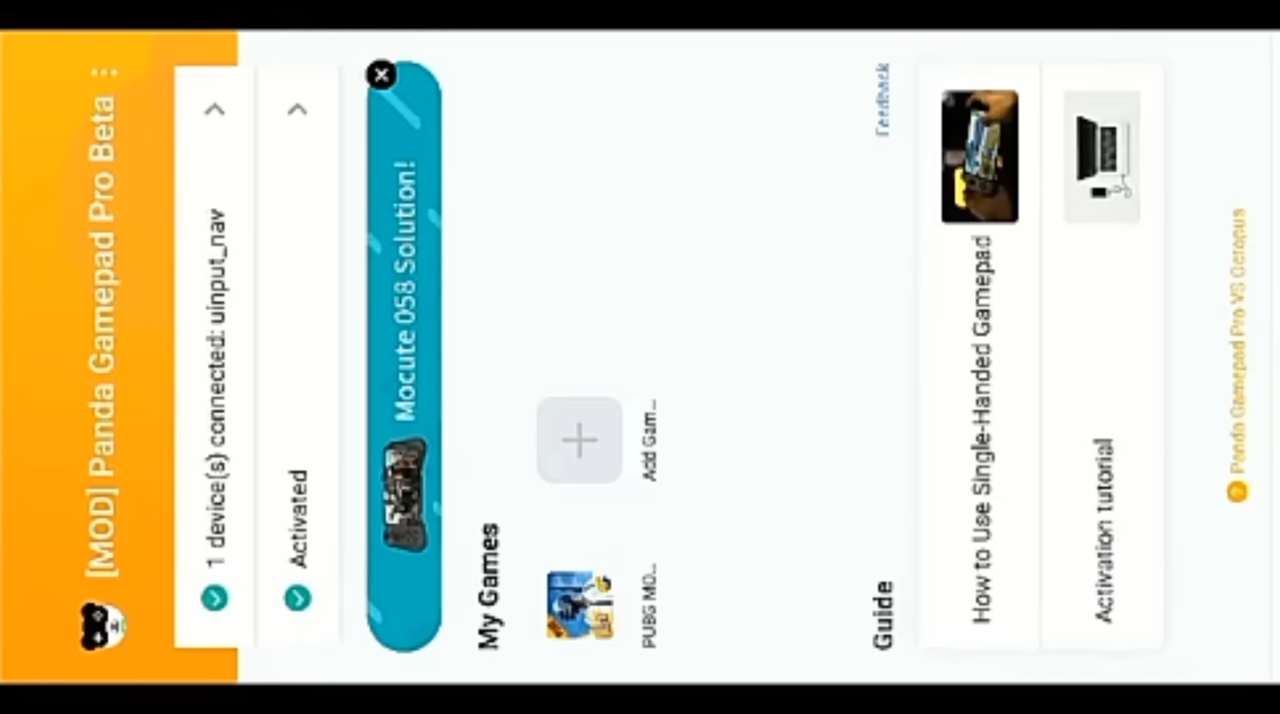 [MOD] Panda Gamepad Pro Beta
1 device(s) connected: uinput_nav
Activated
Mocute 058 Solution!
My Games
PUBG MO...
Add Gam...
Guide
Feedback
How to Use Single-Handed Gamepad
Activation tutorial
Panda Gamepad Pro VS Octopus